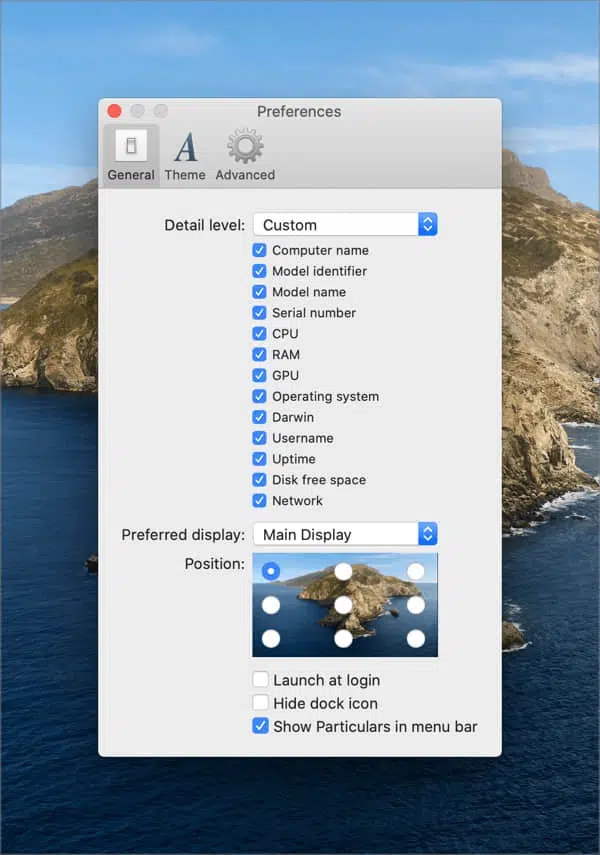 Preferences
General Theme Advanced
Detail level: Custom
Computer name
Model identifier
Model name
Serial number
CPU
RAM
GPU
Operating system
Darwin
Username
Uptime
Disk free space
Network
Preferred display: Main Display
Position:
Launch at login
Hide dock icon
Show Particulars in menu bar